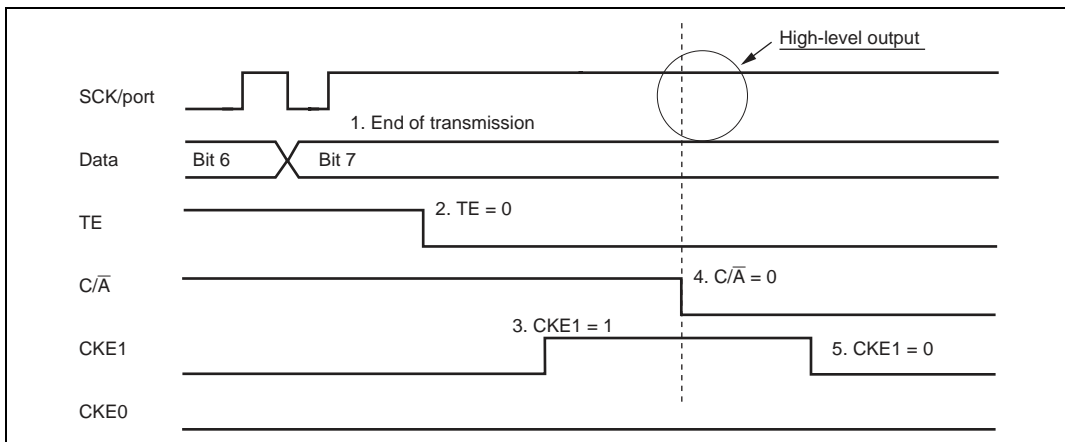 High-level output
SCK/port
1. End of transmission
Data
Bit 6
Bit 7
TE
2. TE = 0
C/A̅
4. C/A̅ = 0
3. CKE1 = 1
CKE1
5. CKE1 = 0
CKE0